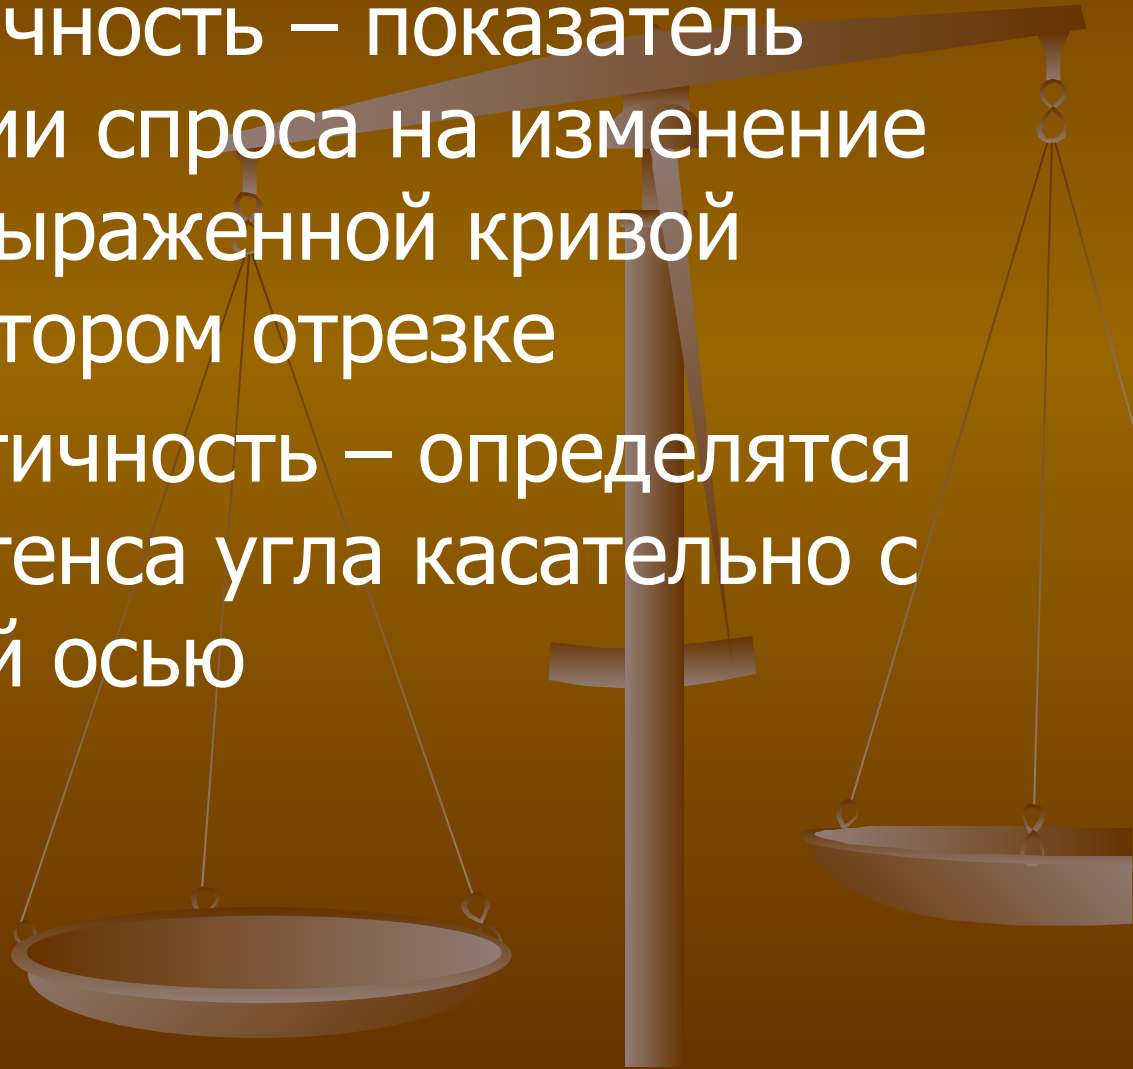 чность – показатель
ии спроса на изменение
ыраженной кривой
тором отрезке
тичность – определятся
генса угла касательно с
й осью